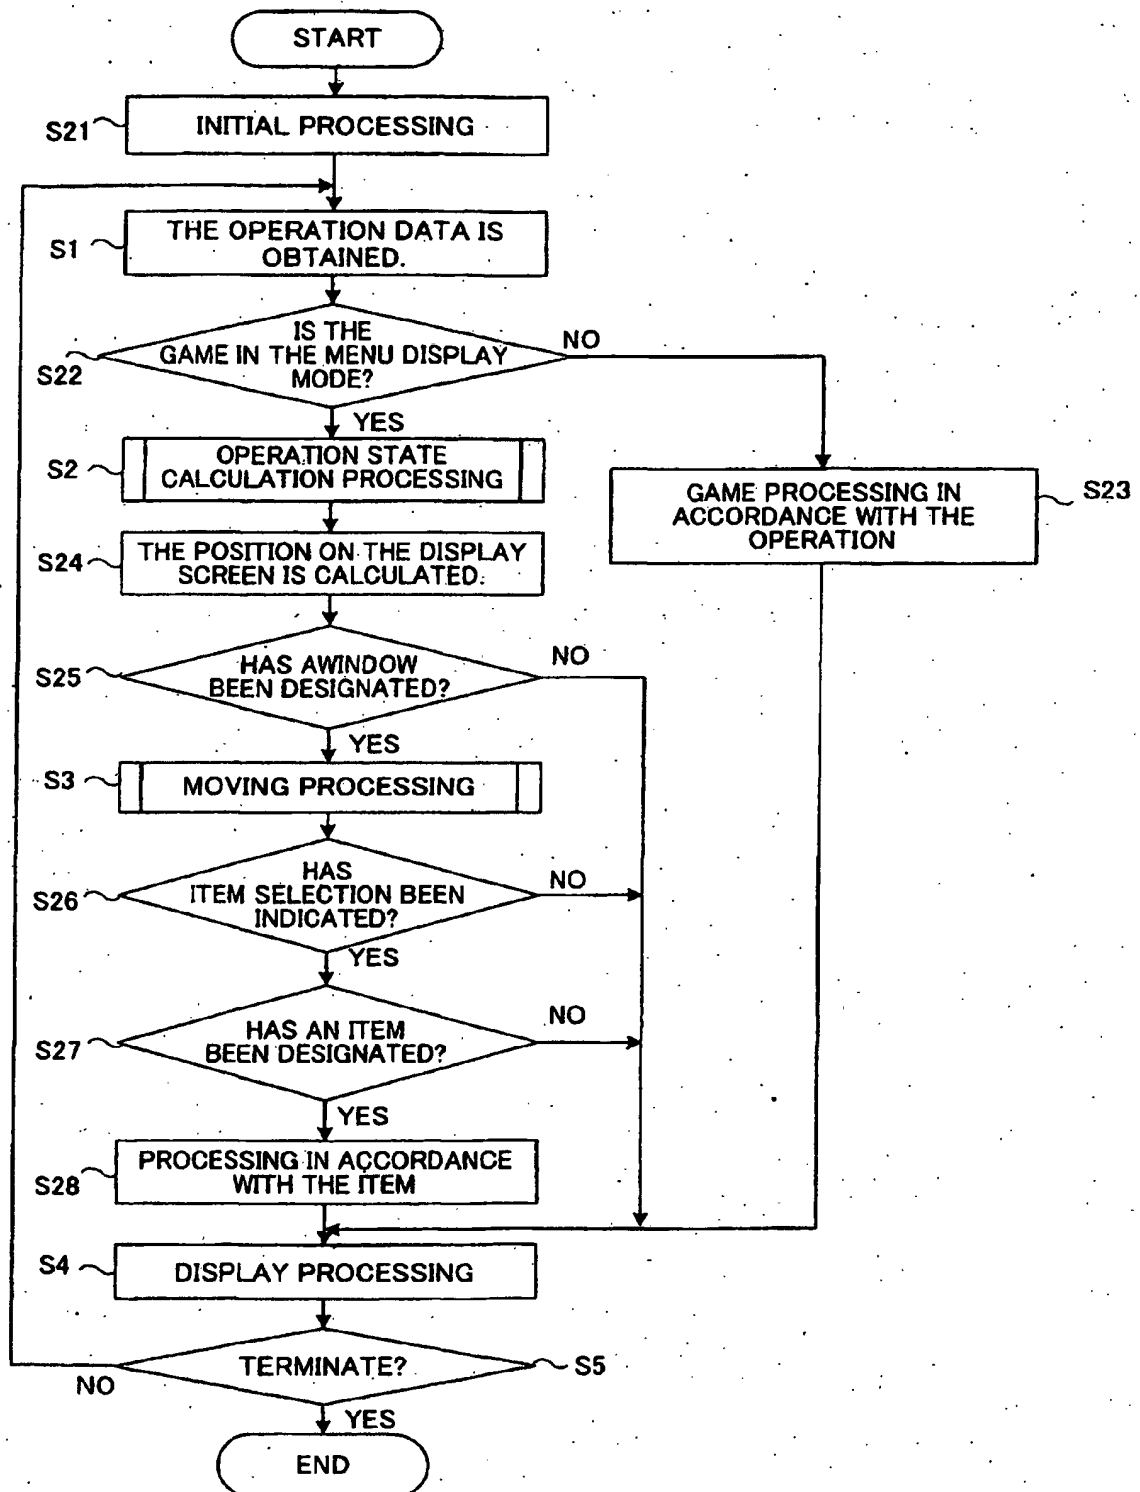 START
S21
INITIAL PROCESSING
S1
THE OPERATION DATA IS
OBTAINED.
S22
IS THE
GAME IN THE MENU DISPLAY
MODE?
NO
YES
S2
OPERATION STATE
CALCULATION PROCESSING
GAME PROCESSING IN
ACCORDANCE WITH THE
OPERATION
S23
S24
THE POSITION ON THE DISPLAY
SCREEN IS CALCULATED.
S25
HAS AWINDOW
BEEN DESIGNATED?
NO
YES
S3
MOVING PROCESSING
S26
HAS
ITEM SELECTION BEEN
INDICATED?
NO
YES
S27
HAS AN ITEM
BEEN DESIGNATED?
NO
YES
S28
PROCESSING IN ACCORDANCE
WITH THE ITEM
S4
DISPLAY PROCESSING
TERMINATE?
S5
NO
YES
END